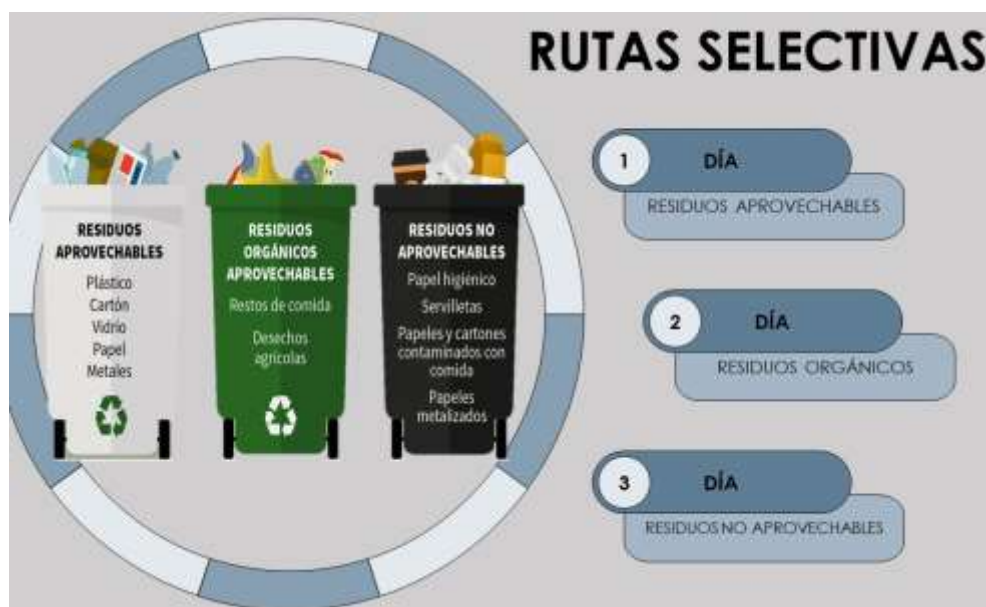 RUTAS SELECTIVAS
RESIDUOS
APROVECHABLES
Plástico
Cartón
Vidrio
Papel
Metales
RESIDUOS
ORGÁNICOS
APROVECHABLES
Restos de comida
Desechos
agrícolas
RESIDUOS NO
APROVECHABLES
Papel higiénico
Servilletas
Papeles y cartones
contaminados con
comida
Papeles
metalizados
1 DÍA
RESIDUOS APROVECHABLES
2 DÍA
RESIDUOS ORGÁNICOS
3 DÍA
RESIDUOS NO APROVECHABLES